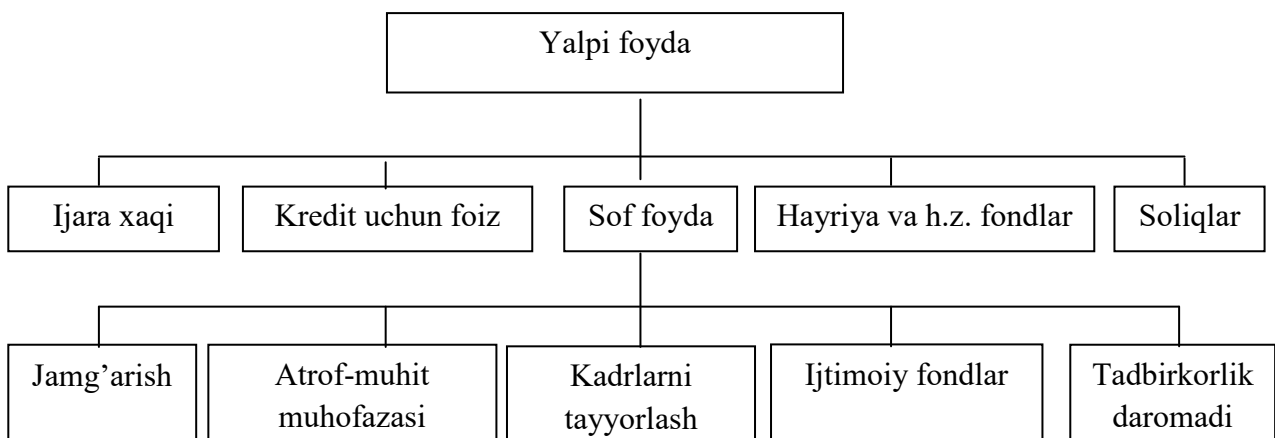 Yalpi foyda
Ijara xaqi
Kredit uchun foiz
Sof foyda
Hayriya va h.z. fondlar
Soliqlar
Jamg’arish
Atrof-muhit
muhofazasi
Kadrlarni
tayyorlash
Ijtimoiy fondlar
Tadbirkorlik
daromadi